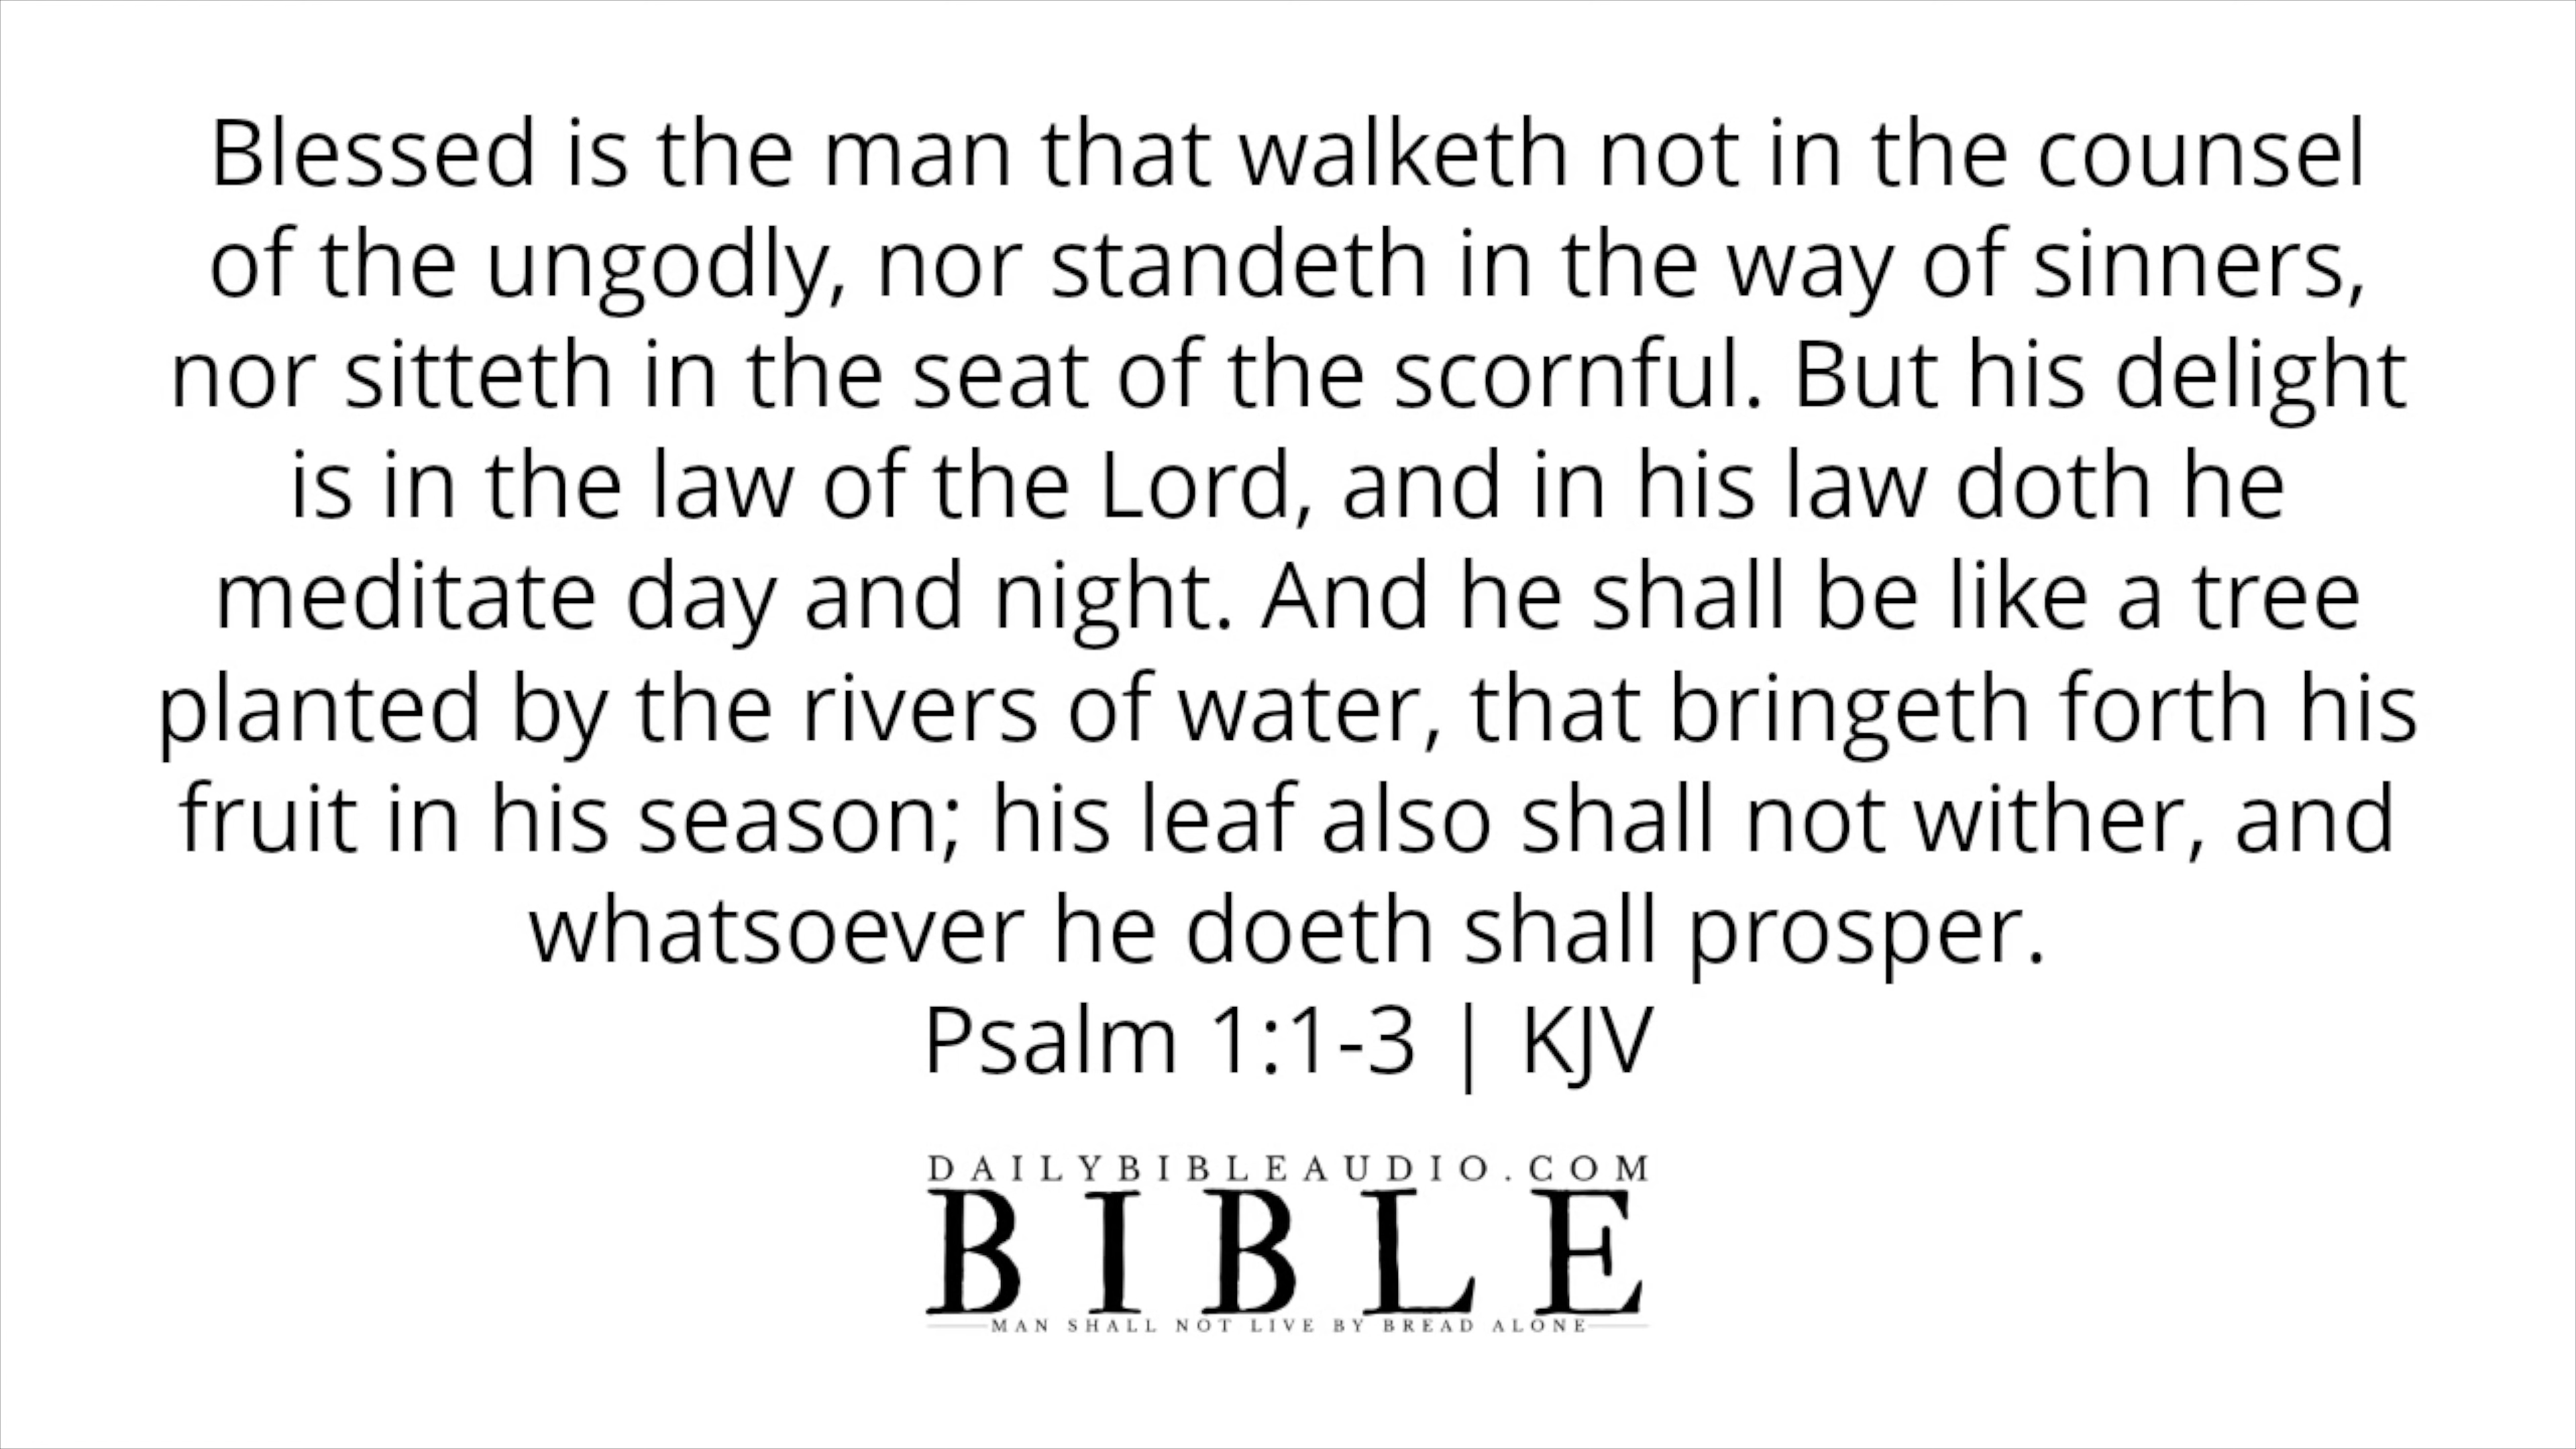 Blessed is the man that walketh not in the counsel
of the ungodly, nor standeth in the way of sinners,
nor sitteth in the seat of the scornful. But his delight
is in the law of the Lord, and in his law doth he
meditate day and night. And he shall be like a tree
planted by the rivers of water, that bringeth forth his
fruit in his season; his leaf also shall not wither, and
whatsoever he doeth shall prosper.
Psalm 1:1-3 | KJV
DAILYBIBLEAUDIO.COM
BIBLE
MAN SHALL NOT LIVE BY BREAD ALONE